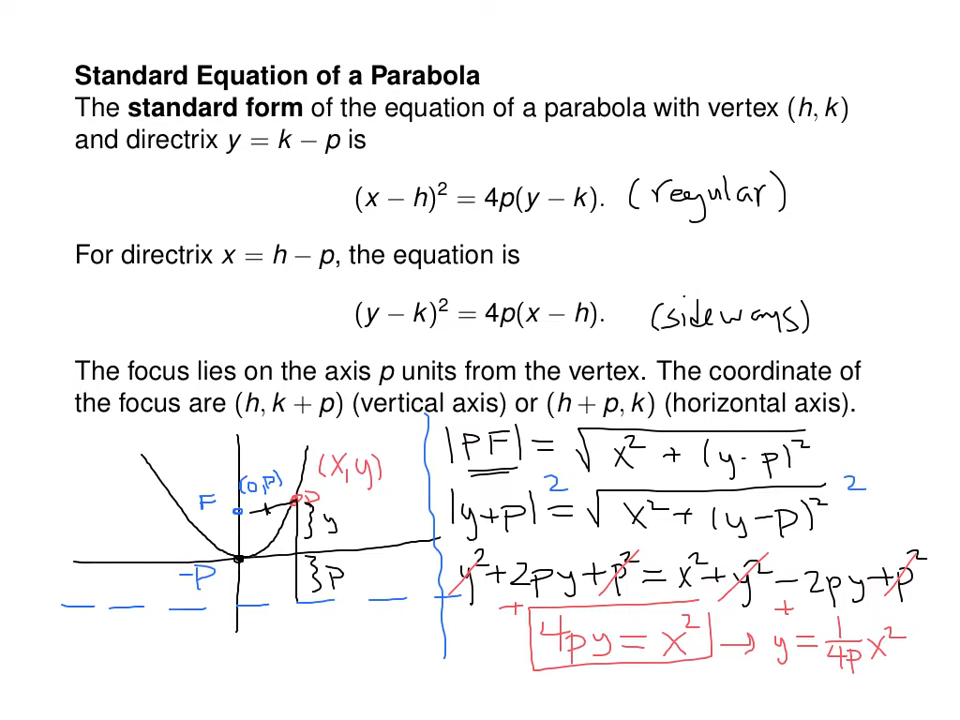 Standard Equation of a Parabola
The standard form of the equation of a parabola with vertex (h, k)
and directrix y = k − p is
(x − h)² = 4p(y − k). (regular)
For directrix x = h − p, the equation is
(y − k)² = 4p(x − h). (sideways)
The focus lies on the axis p units from the vertex. The coordinate of
the focus are (h, k + p) (vertical axis) or (h + p, k) (horizontal axis).
(x,y)
F (0,p) P
y
-P }P
|PF| = √x² + (y-p)²
|y+p|² = √x² + (y-p)² ²
y² + 2py + p² = x² + y² - 2py + p²
+ +
4py = x² → y = 1/4p x²